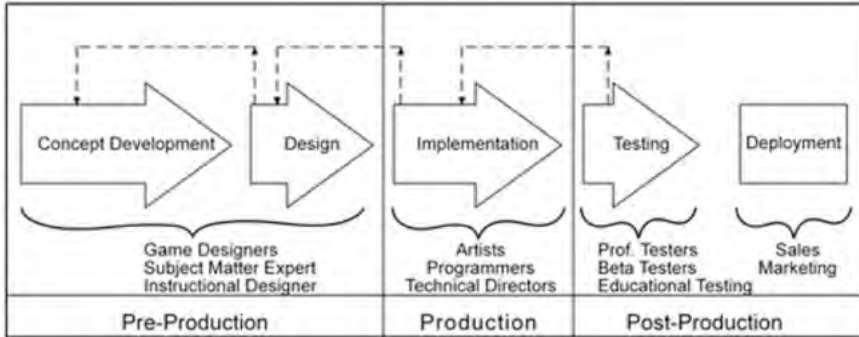 Concept Development
Design
Implementation
Testing
Deployment
Game Designers
Subject Matter Expert
Instructional Designer
Artists
Programmers
Technical Directors
Prof. Testers
Beta Testers
Educational Testing
Sales
Marketing
Pre-Production
Production
Post-Production